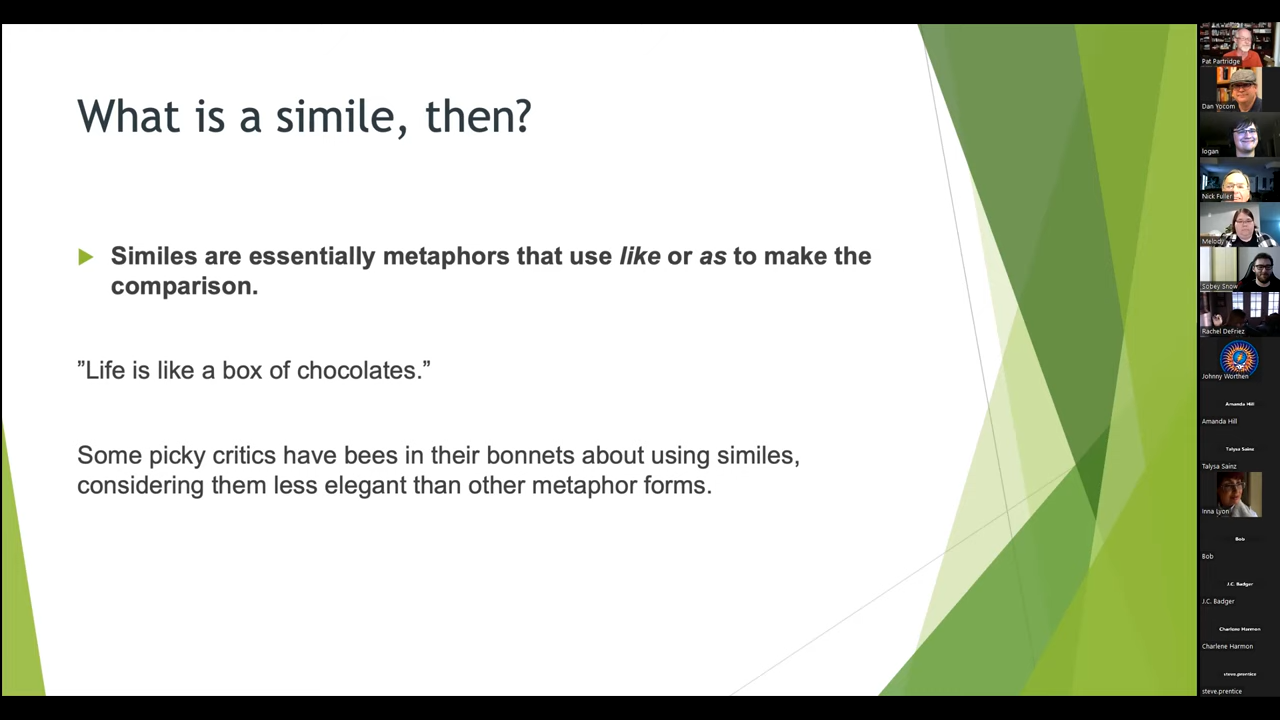 What is a simile, then?
Similes are essentially metaphors that use like or as to make the
comparison.
”Life is like a box of chocolates.”
Some picky critics have bees in their bonnets about using similes,
considering them less elegant than other metaphor forms.
Pat Partridge
Dan Yocom
logan
Nick Fuller
Melody
Sobey Snow
Rachel DeFriez
Johnny Worthen
Amanda Hill
Amanda Hill
Talysa Sainz
Talysa Sainz
Inna Lyon
Bob
Bob
J.C. Badger
J.C. Badger
Charlene Harmon
Charlene Harmon
steve.prentice
steve.prentice